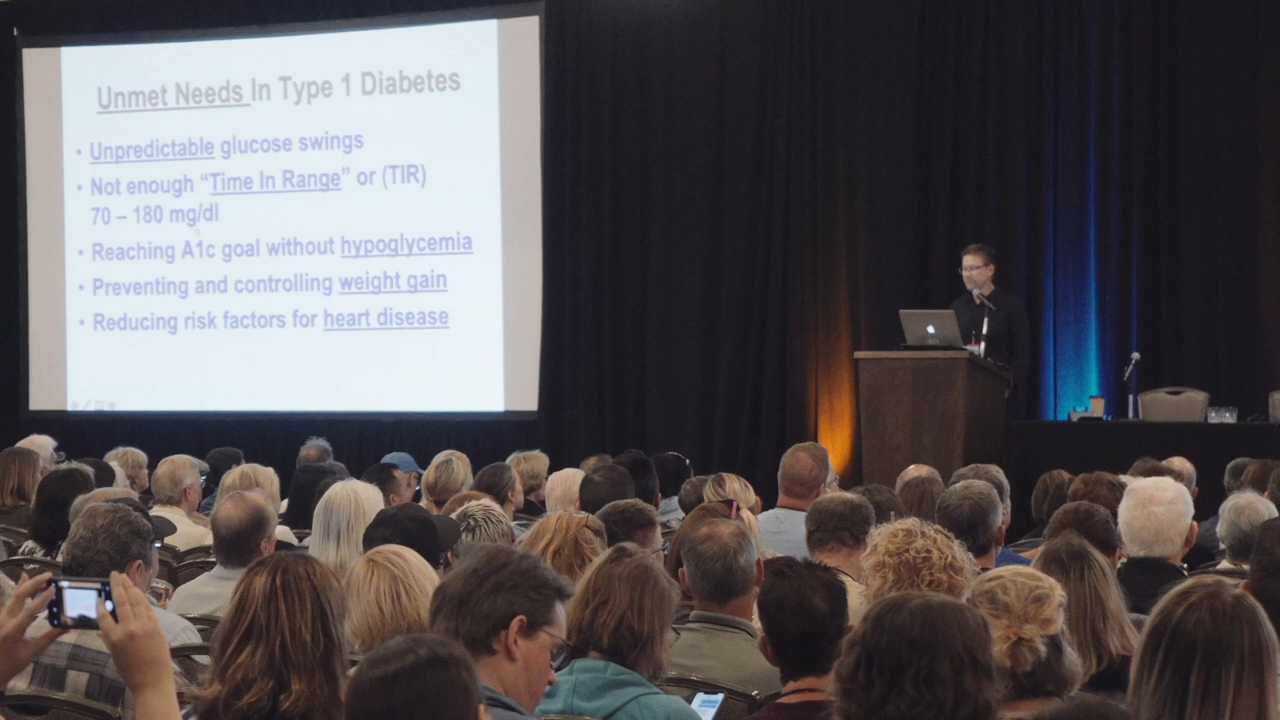 Unmet Needs In Type 1 Diabetes
• Unpredictable glucose swings
• Not enough “Time In Range” or (TIR)
70 – 180 mg/dl
• Reaching A1c goal without hypoglycemia
• Preventing and controlling weight gain
• Reducing risk factors for heart disease